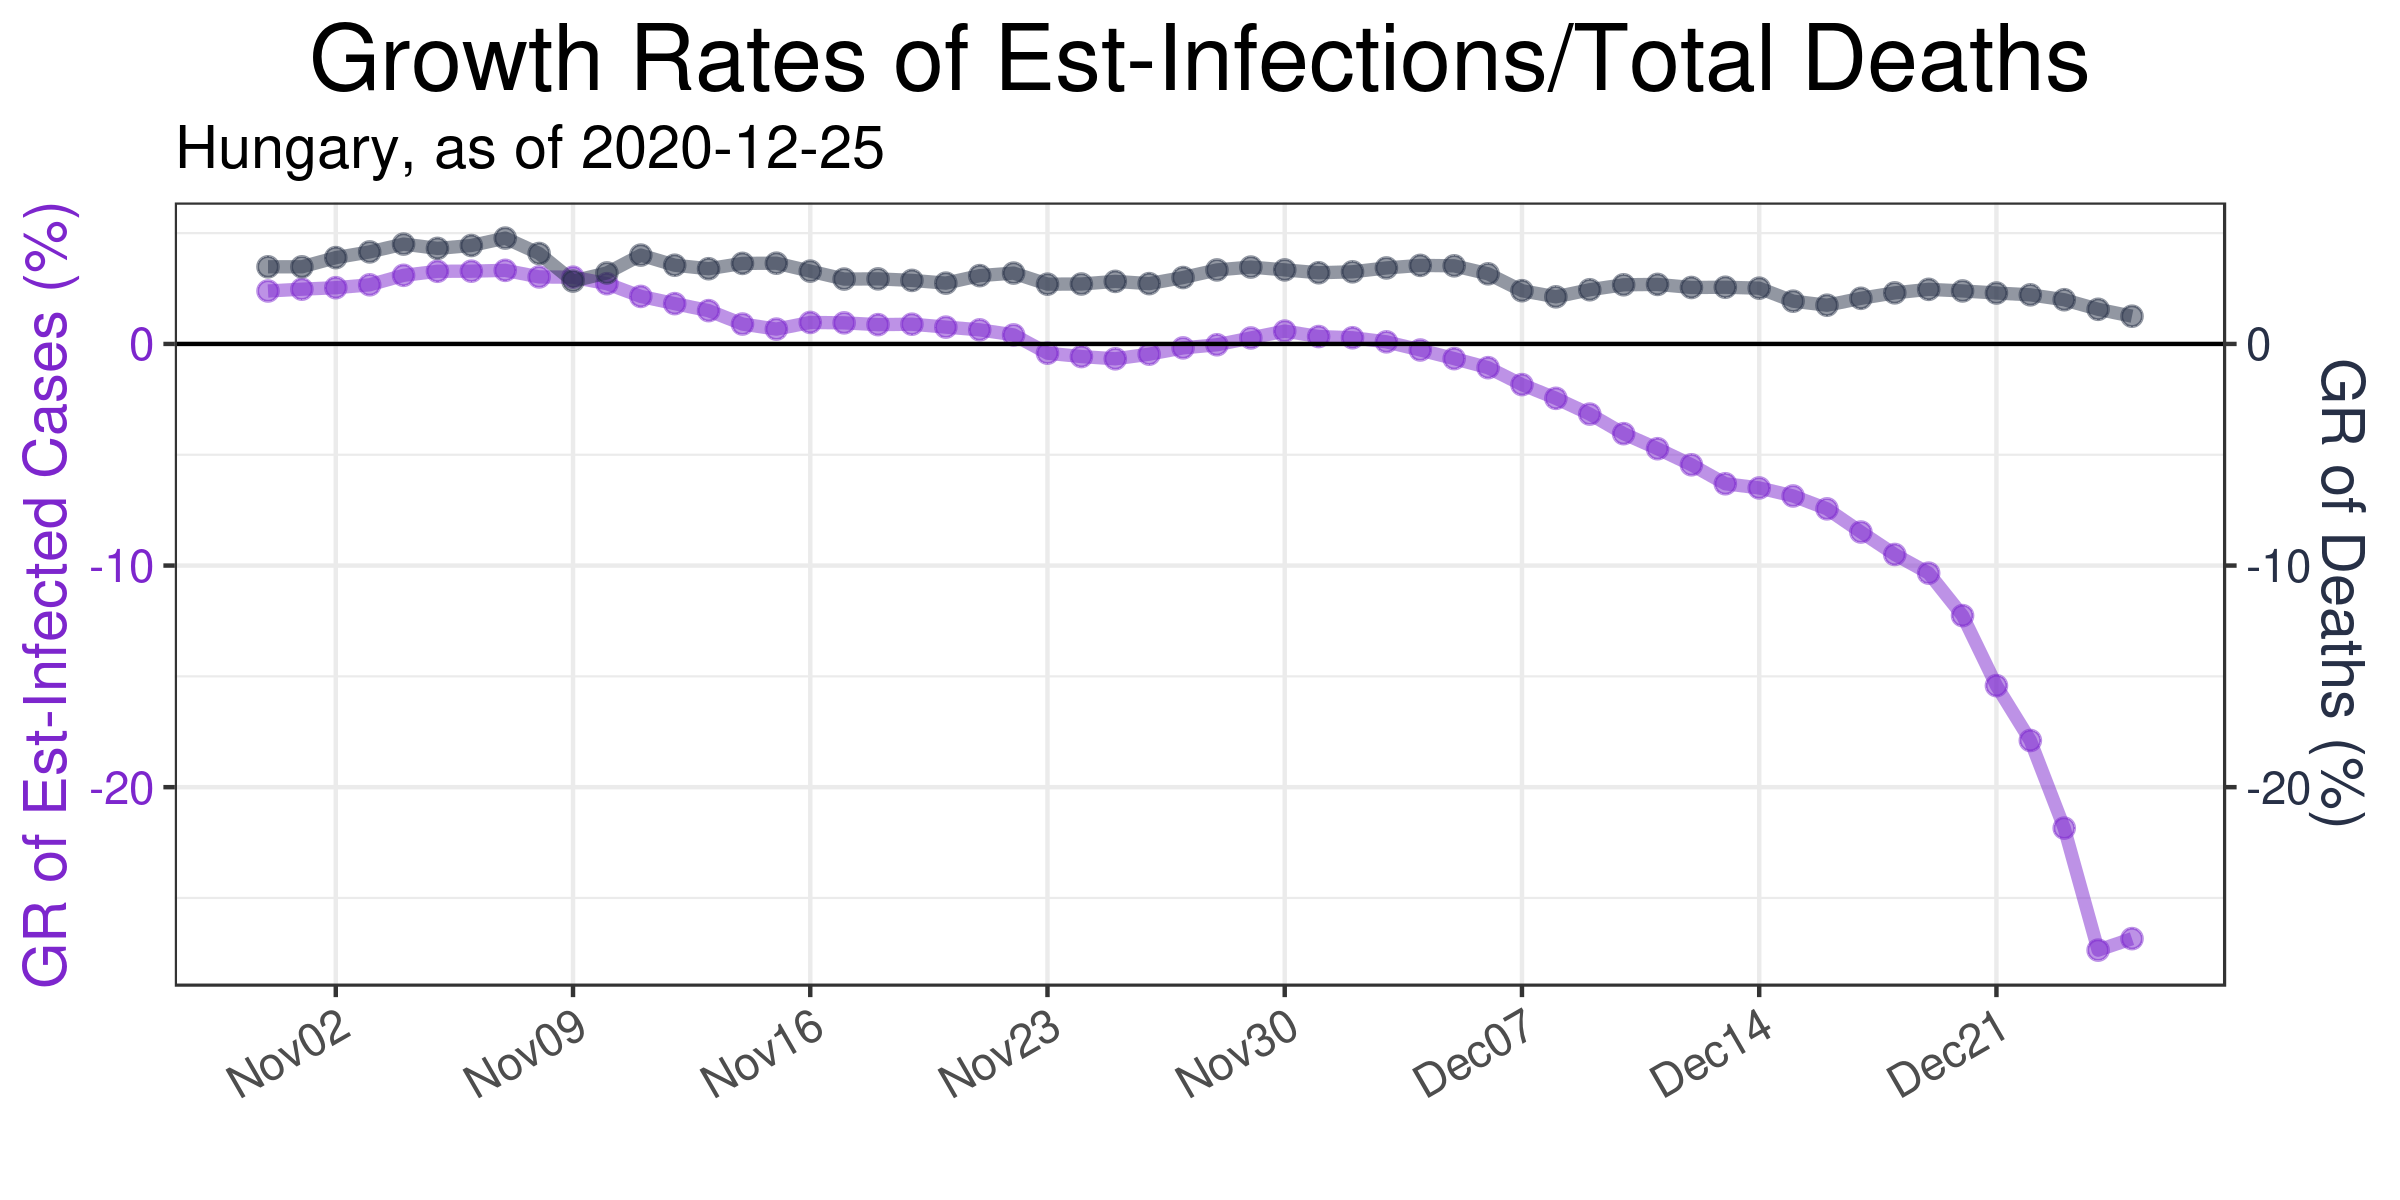 Growth Rates of Est-Infections/Total Deaths
Hungary, as of 2020-12-25
GR of Est-Infected Cases (%)
0
-10
-20
0
-10
-20
GR of Deaths (%)
Nov02
Nov09
Nov16
Nov23
Nov30
Dec07
Dec14
Dec21